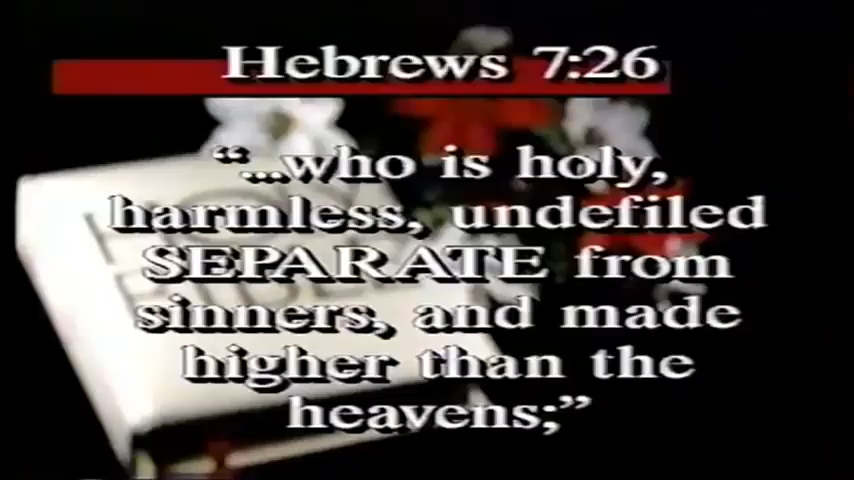 Hebrews 7:26
“...who is holy,
harmless, undefiled
SEPARATE from
sinners, and made
higher than the
heavens;”